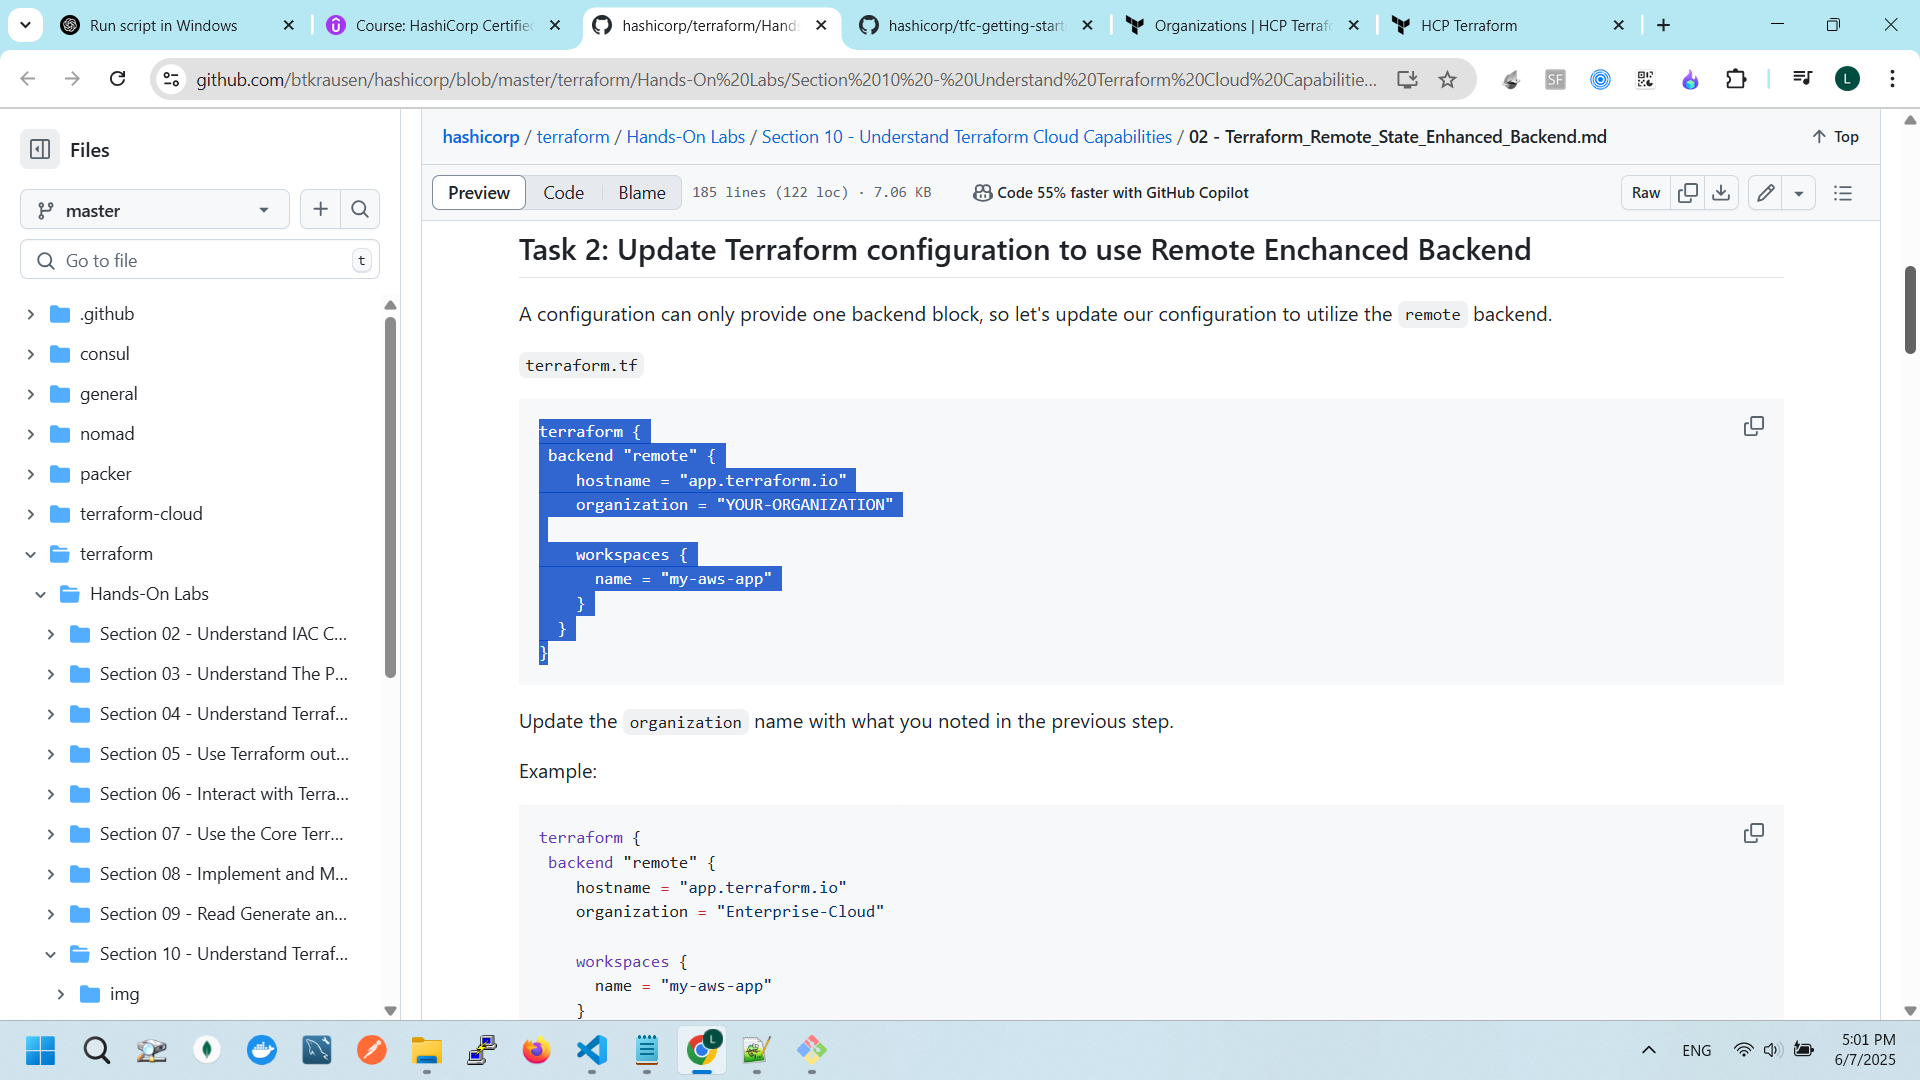 Run script in Windows
Course: HashiCorp Certified
hashicorp/terraform/Hands
hashicorp/tfc-getting-start
Organizations | HCP Terrafo
HCP Terraform
github.com/btkrausen/hashicorp/blob/master/terraform/Hands-On%20Labs/Section%2010%20-%20Understand%20Terraform%20Cloud%20Capabilitie...
SF
L
Files
master
Go to file
t
.github
consul
general
nomad
packer
terraform-cloud
terraform
Hands-On Labs
Section 02 - Understand IAC C...
Section 03 - Understand The P...
Section 04 - Understand Terraf...
Section 05 - Use Terraform out...
Section 06 - Interact with Terra...
Section 07 - Use the Core Terr...
Section 08 - Implement and M...
Section 09 - Read Generate an...
Section 10 - Understand Terraf...
img
hashicorp / terraform / Hands-On Labs / Section 10 - Understand Terraform Cloud Capabilities / 02 - Terraform_Remote_State_Enhanced_Backend.md
Top
Preview
Code
Blame
185 lines (122 loc) · 7.06 KB
Code 55% faster with GitHub Copilot
Raw
Task 2: Update Terraform configuration to use Remote Enchanced Backend
A configuration can only provide one backend block, so let's update our configuration to utilize the remote backend.
terraform.tf
terraform {
backend "remote" {
hostname = "app.terraform.io"
organization = "YOUR-ORGANIZATION"
workspaces {
name = "my-aws-app"
}
}
}
Update the organization name with what you noted in the previous step.
Example:
terraform {
backend "remote" {
hostname = "app.terraform.io"
organization = "Enterprise-Cloud"
workspaces {
name = "my-aws-app"
}
L
ENG
5:01 PM
6/7/2025